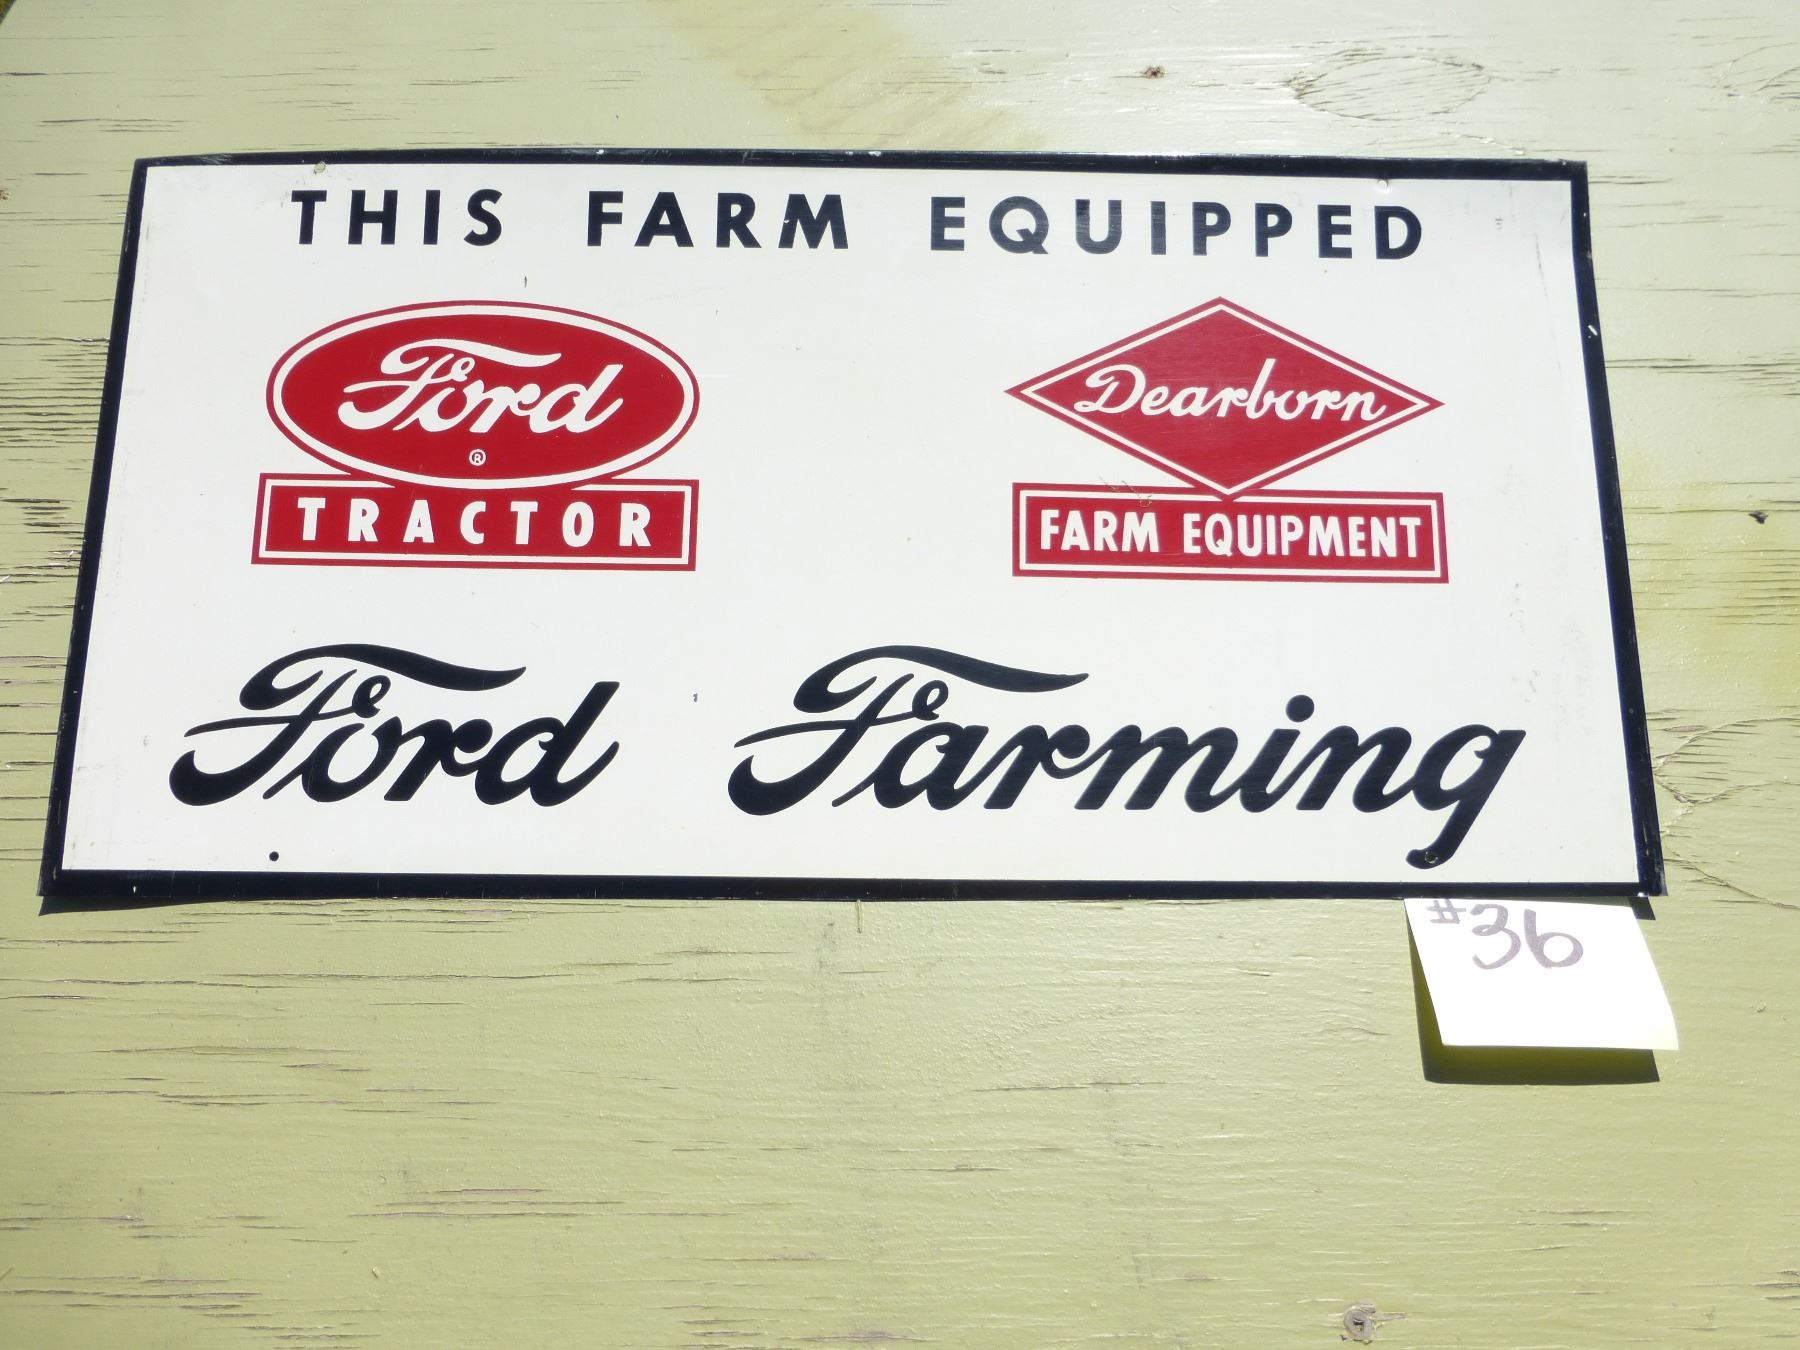 THIS FARM EQUIPPED
Ford
®
TRACTOR
Dearborn
FARM EQUIPMENT
Ford Farming
#36